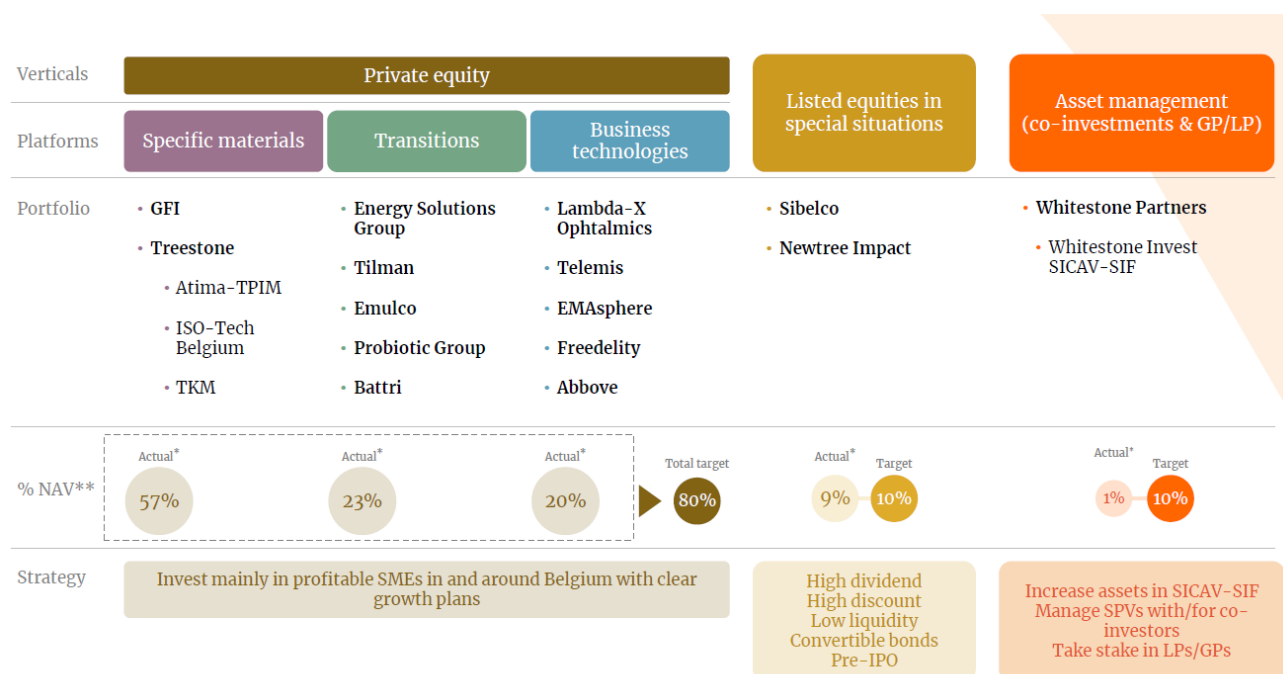 Verticals
Private equity
Listed equities in
special situations
Asset management
(co-investments & GP/LP)
Platforms
Specific materials
Transitions
Business
technologies
Portfolio
• GFI
• Treestone
• Atima-TPIM
• ISO-Tech
Belgium
• TKM
• Energy Solutions
Group
• Tilman
• Emulco
• Probiotic Group
• Battri
• Lambda-X
Ophtalmics
• Telemis
• EMAsphere
• Freedelity
• Abbove
• Sibelco
• Newtree Impact
• Whitestone Partners
• Whitestone Invest
SICAV-SIF
% NAV**
Actual*
57%
Actual*
23%
Actual*
20%
Total target
80%
Actual*
9%
Target
10%
Actual*
1%
Target
10%
Strategy
Invest mainly in profitable SMEs in and around Belgium with clear
growth plans
High dividend
High discount
Low liquidity
Convertible bonds
Pre-IPO
Increase assets in SICAV-SIF
Manage SPVs with/for co-
investors
Take stake in LPs/GPs